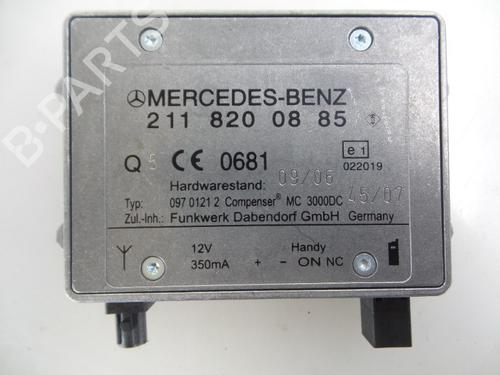 B-PARTS
MERCEDES-BENZ
211 820 08 85
Q 5 CE 0681 e1
022019
Hardwarestand: 09/06
Typ: 097 0121 2 Compenser® MC 3000DC 45/07
Zul.-Inh.: Funkwerk Dabendorf GmbH Germany
12V Handy
350mA + - ON NC